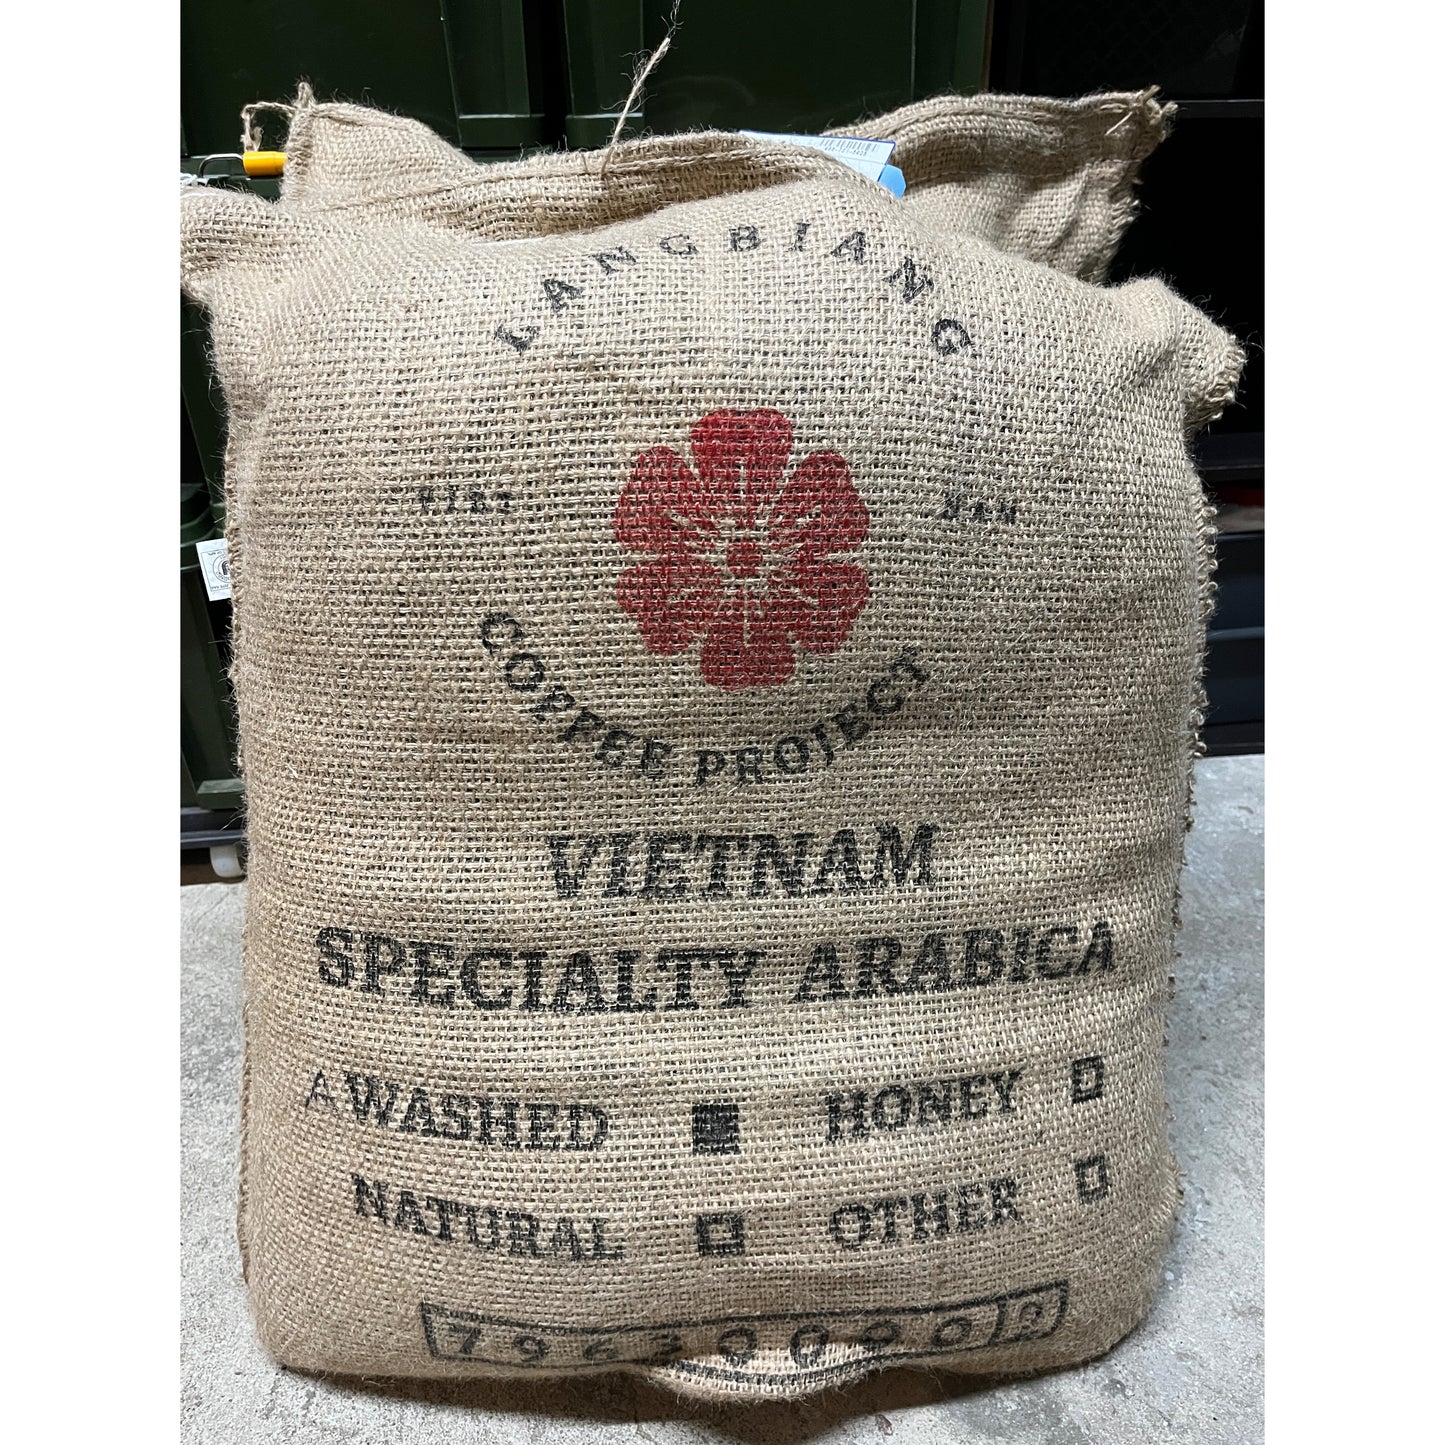 LANGBIANG
COFFEE PROJECT
VIETNAM
SPECIALTY ARABICA
A WASHED HONEY
NATURAL OTHER